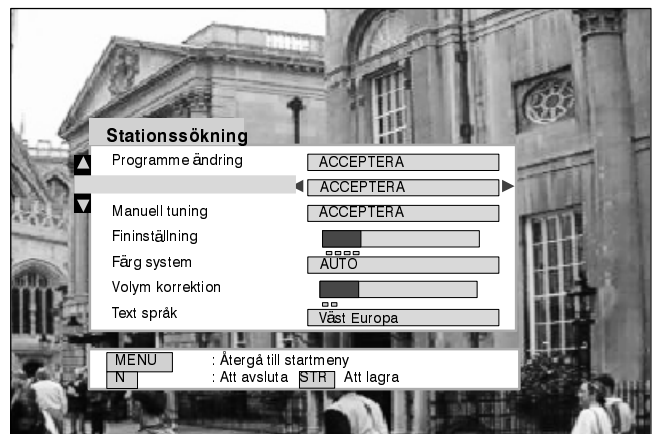 Stationssökning
Programme ändring ACCEPTERA
ACCEPTERA
Manuell tuning ACCEPTERA
Fininställning
Färg system AUTO
Volym korrektion
Text språk Väst Europa
MENU : Återgå till startmeny
N : Att avsluta STR Att lagra